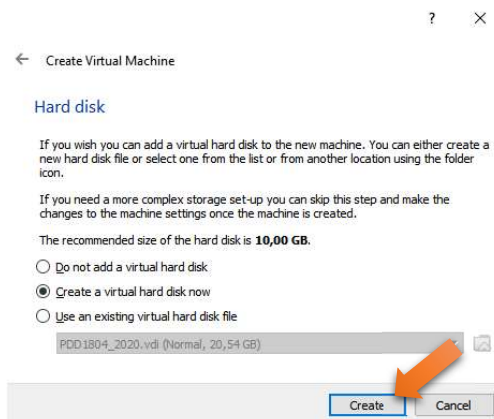 ?
Create Virtual Machine
Hard disk
If you wish you can add a virtual hard disk to the new machine. You can either create a
new hard disk file or select one from the list or from another location using the folder
icon.
If you need a more complex storage set-up you can skip this step and make the
changes to the machine settings once the machine is created.
The recommended size of the hard disk is 10,00 GB.
Do not add a virtual hard disk
Create a virtual hard disk now
Use an existing virtual hard disk file
PDD1804_2020.vdi (Normal, 20,54 GB)
Create Cancel